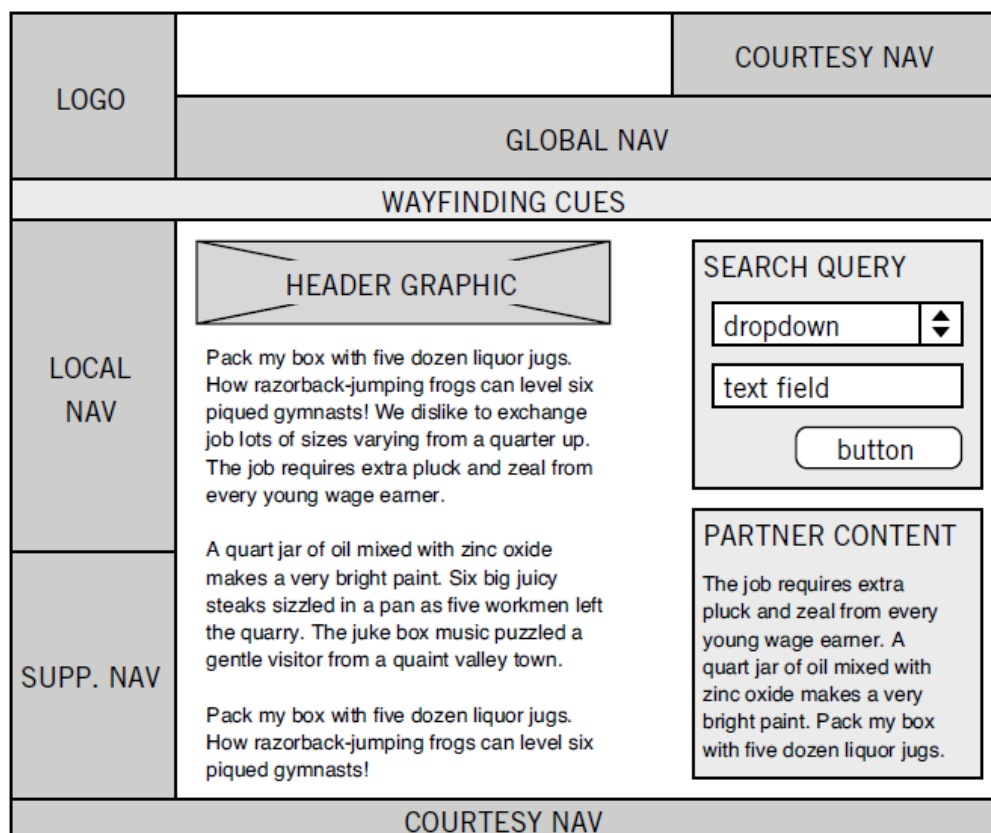 LOGO
COURTESY NAV
GLOBAL NAV
WAYFINDING CUES
LOCAL
NAV
SUPP. NAV
HEADER GRAPHIC
Pack my box with five dozen liquor jugs.
How razorback-jumping frogs can level six
piqued gymnasts! We dislike to exchange
job lots of sizes varying from a quarter up.
The job requires extra pluck and zeal from
every young wage earner.
A quart jar of oil mixed with zinc oxide
makes a very bright paint. Six big juicy
steaks sizzled in a pan as five workmen left
the quarry. The juke box music puzzled a
gentle visitor from a quaint valley town.
Pack my box with five dozen liquor jugs.
How razorback-jumping frogs can level six
piqued gymnasts!
SEARCH QUERY
dropdown
text field
button
PARTNER CONTENT
The job requires extra
pluck and zeal from every
young wage earner. A
quart jar of oil mixed with
zinc oxide makes a very
bright paint. Pack my box
with five dozen liquor jugs.
COURTESY NAV